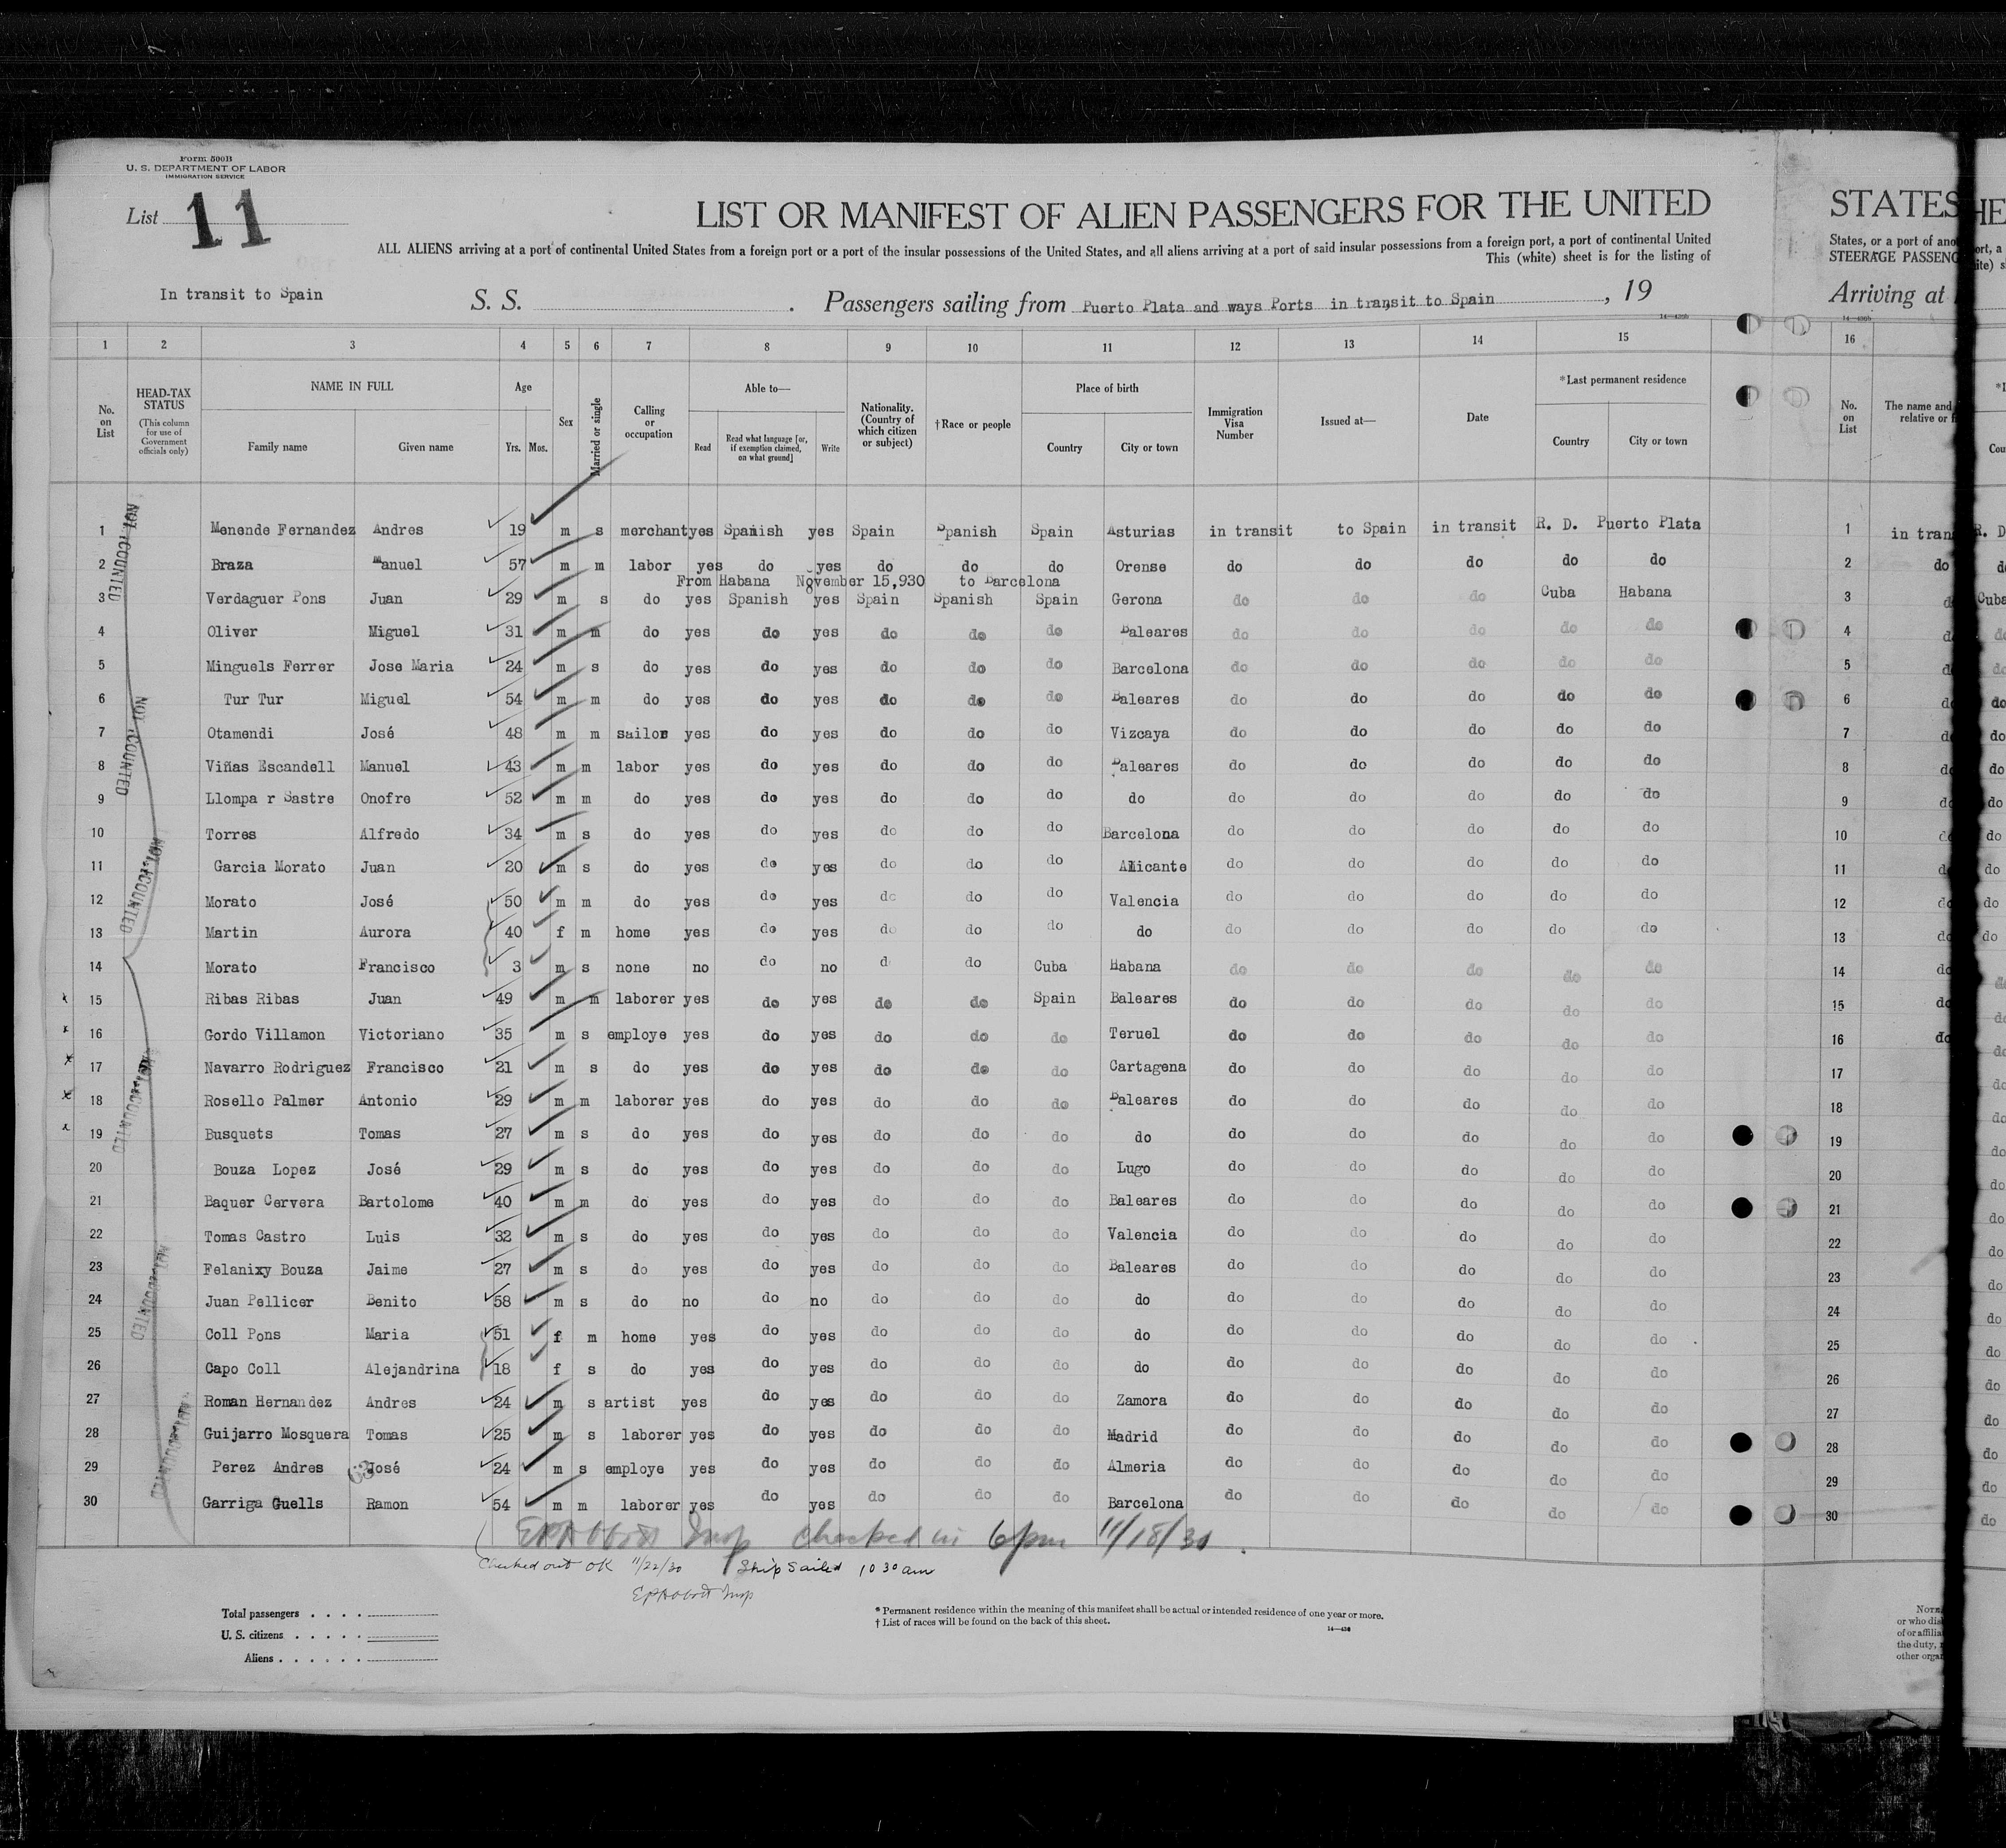 Form 500B
U. S. DEPARTMENT OF LABOR
IMMIGRATION SERVICE
List 11
LIST OR MANIFEST OF ALIEN PASSENGERS FOR THE UNITED
STATES
ALL ALIENS arriving at a port of continental United States from a foreign port or a port of the insular possessions of the United States, and all aliens arriving at a port of said insular possessions from a foreign port, a port of continental United
States, or a port of
This (white) sheet is for the listing of
STEERAGE
In transit to Spain S. S. . Passengers sailing from Puerto Plata and ways Ports in transit to Spain , 19
Arriving at
1 2 3 4 5 6 7 8 9 10 11 12 13 14 15 16
No. on List HEAD-TAX STATUS (This column for use of Government officials only) NAME IN FULL Age Sex Married or single Calling or occupation Able to— Nationality. (Country of which citizen or subject) †Race or people Place of birth Immigration Visa Number Issued at— Date *Last permanent residence No. on List The name and relative or
Family name Given name Yrs. Mos. Read Read what language [or, if exemption claimed, on what ground] Write Country City or town Country City or town
NOT COUNTED
1 Menende Fernandez Andres 19 m s merchant yes Spanish yes Spain Spanish Spain Asturias in transit to Spain in transit R. D. Puerto Plata 1 in
2 Braza Manuel 57 m m labor yes do yes do do do Orense do do do do do 2 do
From Habana November 15,930 to Barcelona
3 Verdaguer Pons Juan 29 m s do yes Spanish yes Spain Spanish Spain Gerona do do do Cuba Habana 3
4 Oliver Miguel 31 m m do yes do yes do do do Baleares do do do do do 4
5 Minguels Ferrer Jose Maria 24 m s do yes do yes do do do Barcelona do do do do do 5
6 Tur Tur Miguel 54 m m do yes do yes do do do Baleares do do do do do 6
7 Otamendi José 48 m m sailor yes do yes do do do Vizcaya do do do do do 7
8 Viñas Escandell Manuel 43 m m labor yes do yes do do do Baleares do do do do do 8
9 Llompa r Sastre Onofre 52 m m do yes do yes do do do do do do do do do 9
10 Torres Alfredo 34 m s do yes do yes do do do Barcelona do do do do do 10
11 Garcia Morato Juan 20 m s do yes do yes do do do Alicante do do do do do 11
12 Morato José 50 m m do yes do yes do do do Valencia do do do do do 12
13 Martin Aurora 40 f m home yes do yes do do do do do do do do do 13
14 Morato Francisco 3 m s none no do no d do Cuba Habana do do do do do 14 do
15 Ribas Ribas Juan 49 m m laborer yes do yes do do Spain Baleares do do do do do 15 do
16 Gordo Villamon Victoriano 35 m s employe yes do yes do do do Teruel do do do do do 16 do
17 Navarro Rodriguez Francisco 21 m s do yes do yes do do do Cartagena do do do do do 17
18 Rosello Palmer Antonio 29 m m laborer yes do yes do do do Baleares do do do do do 18
19 Busquets Tomas 27 m s do yes do yes do do do do do do do do do 19
20 Bouza Lopez José 29 m s do yes do yes do do do Lugo do do do do do 20
21 Baquer Cervera Bartolome 40 m m do yes do yes do do do Baleares do do do do do 21
22 Tomas Castro Luis 32 m s do yes do yes do do do Valencia do do do do do 22
23 Felanixy Bouza Jaime 27 m s do yes do yes do do do Baleares do do do do do 23
24 Juan Pellicer Benito 58 m s do no do no do do do do do do do do do 24
25 Coll Pons Maria 51 f m home yes do yes do do do do do do do do do 25
26 Capo Coll Alejandrina 18 f s do yes do yes do do do do do do do do do 26
27 Roman Hernandez Andres 24 m s artist yes do yes do do do Zamora do do do do do 27
28 Guijarro Mosquera Tomas 25 m s laborer yes do yes do do do Madrid do do do do do 28
29 Perez Andres José 24 m s employe yes do yes do do do Almeria do do do do do 29
30 Garriga Guells Ramon 54 m m laborer yes do yes do do do Barcelona do do do do do 30
Insp Checked in 6pm 11/18/30
Checked out OK 11/22/30 Ship Sailed 10 30 am
Insp
Total passengers . . . .
U. S. citizens . . . . .
Aliens . . . . . .
* Permanent residence within the meaning of this manifest shall be actual or intended residence of one year or more.
† List of races will be found on the back of this sheet.